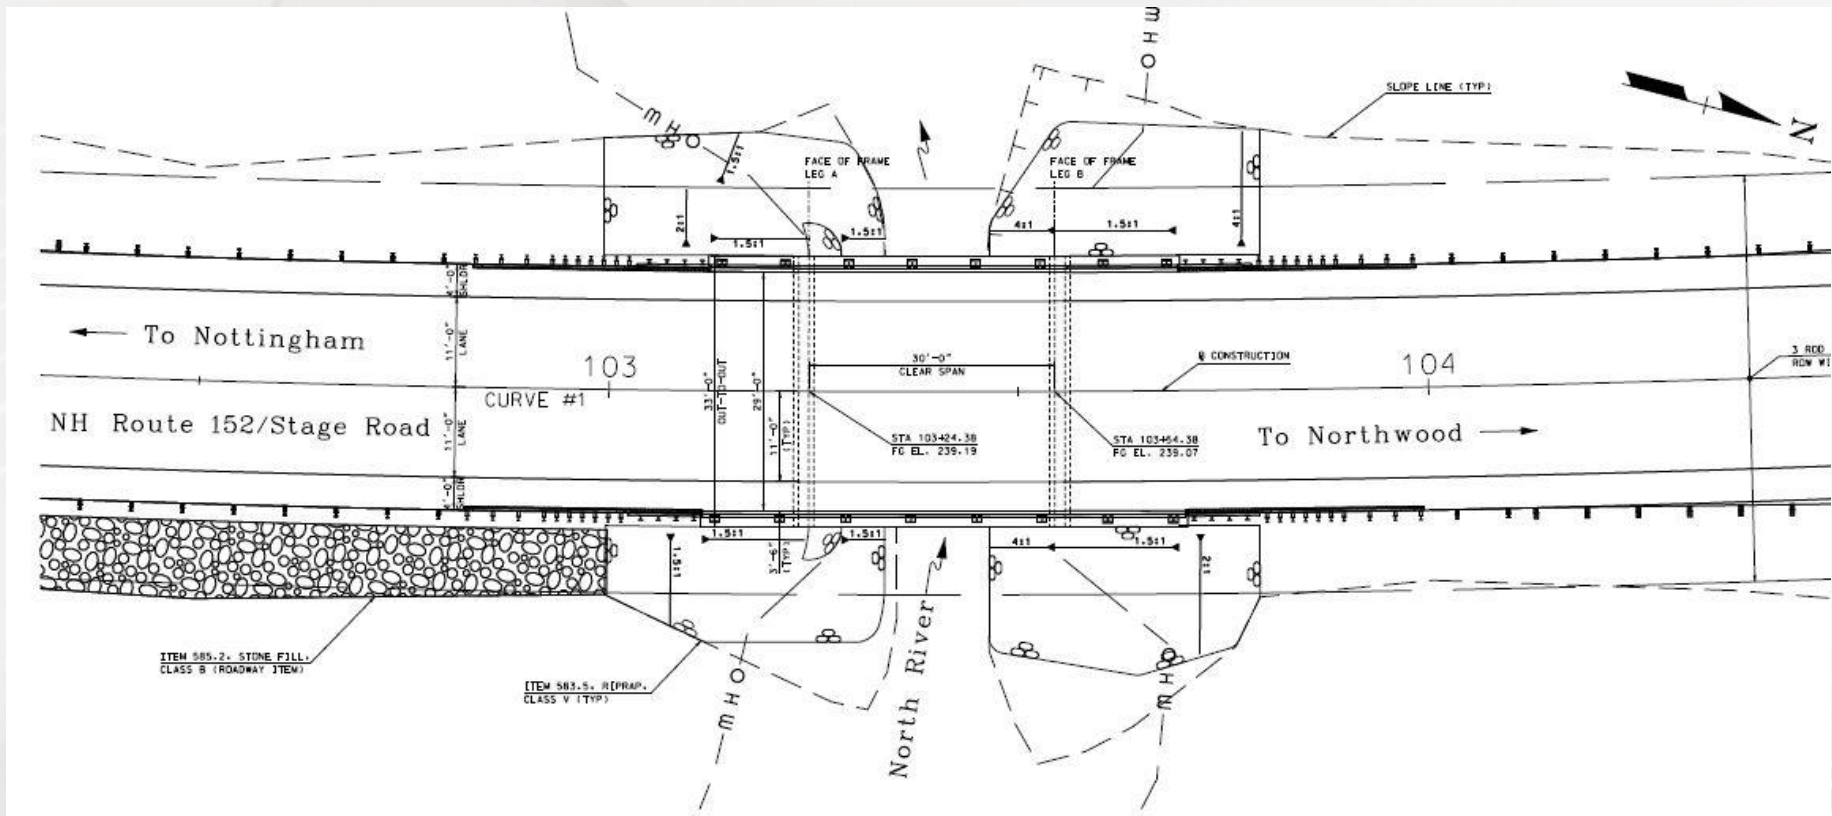 OHW
OHW
SLOPE LINE (TYP)
N
1.5:1
FACE OF FRAME
LEG A
FACE OF FRAME
LEG B
2:1
4:1
1.5:1
1.5:1
4:1
1.5:1
4'-0"
SHLDR
To Nottingham
11'-0"
LANE
103
33'-0"
OUT-TO-OUT
29'-0"
30'-0"
CLEAR SPAN
℄ CONSTRUCTION
104
3 ROD
CURVE #1
NH Route 152/Stage Road
11'-0"
LANE
11'-0"
(TYP)
STA 103+24.38
FG EL. 239.19
STA 103+54.38
FG EL. 239.07
To Northwood
4'-0"
SHLDR
1.5:1
1.5:1
1.5:1
3'-6"
(TYP)
4:1
1.5:1
2:1
North River
ITEM 585.2, STONE FILL,
CLASS B (ROADWAY ITEM)
ITEM 583.5, RIPRAP,
CLASS V (TYP)
OHW
OHW